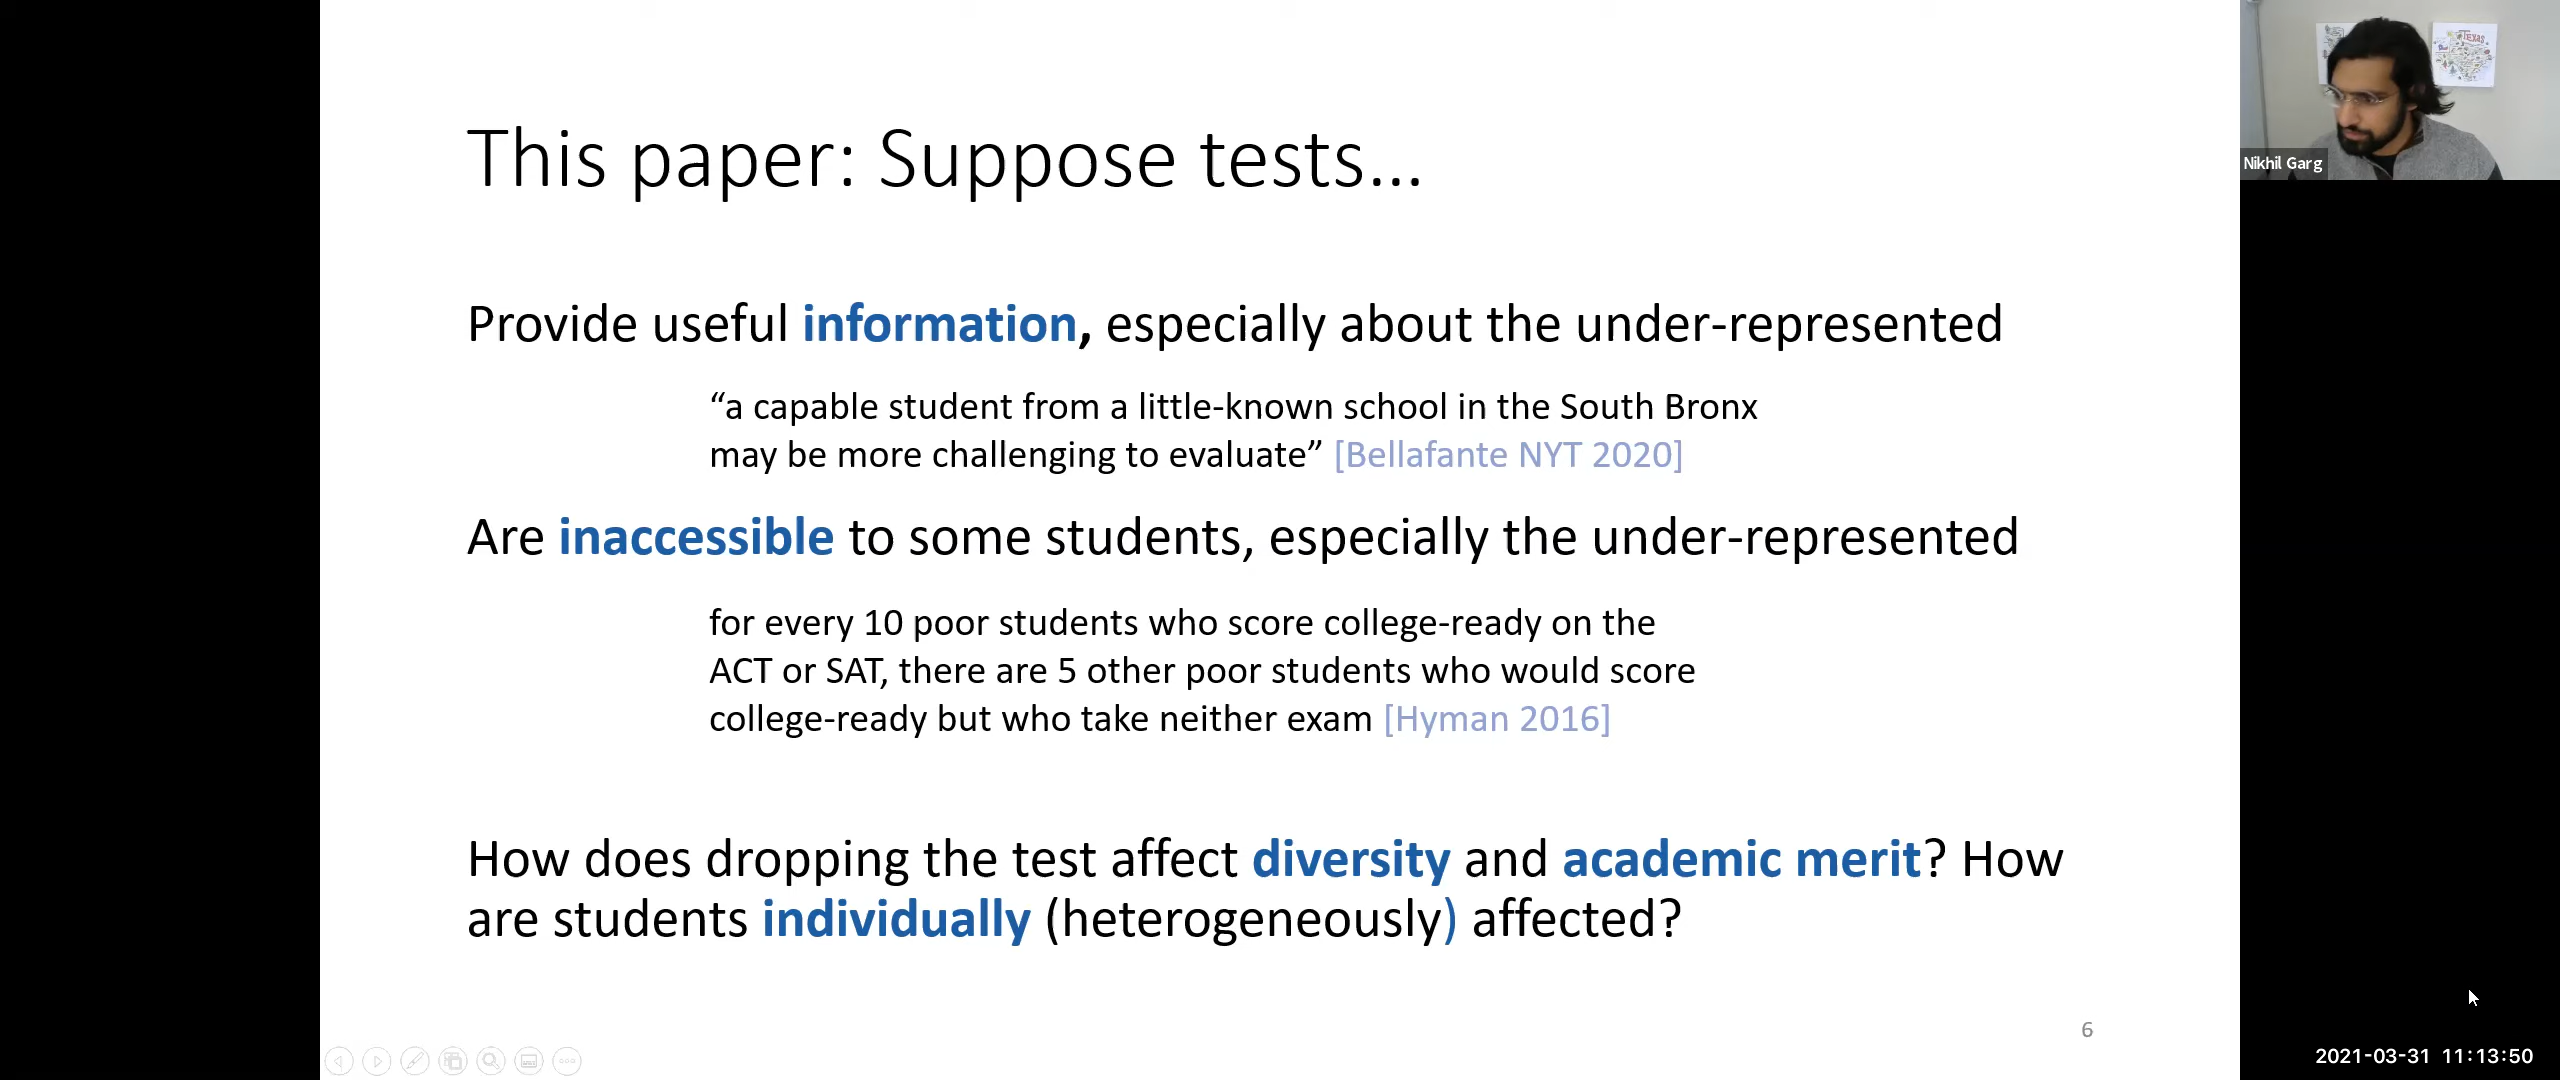 This paper: Suppose tests...
Provide useful information, especially about the under-represented
“a capable student from a little-known school in the South Bronx
may be more challenging to evaluate” [Bellafante NYT 2020]
Are inaccessible to some students, especially the under-represented
for every 10 poor students who score college-ready on the
ACT or SAT, there are 5 other poor students who would score
college-ready but who take neither exam [Hyman 2016]
How does dropping the test affect diversity and academic merit? How
are students individually (heterogeneously) affected?
6
TEXAS
Nikhil Garg
2021-03-31 11:13:50